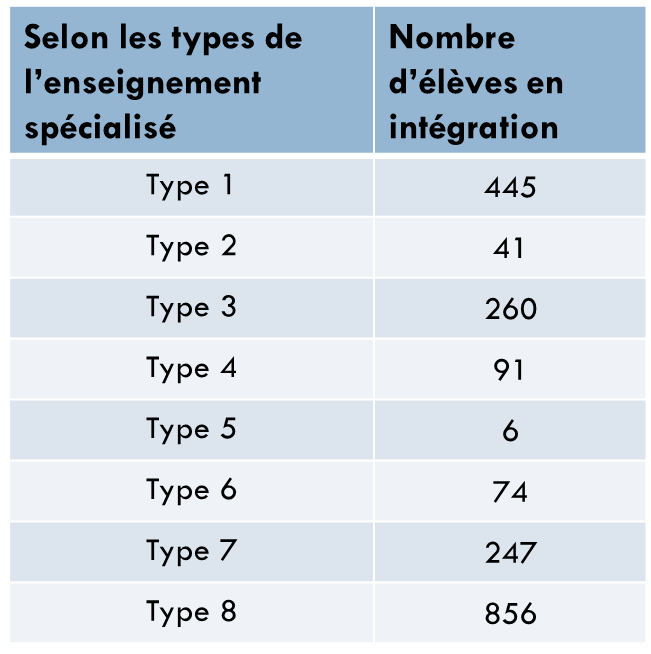 Selon les types de
l’enseignement
spécialisé
Nombre
d’élèves en
intégration
Type 1 445
Type 2 41
Type 3 260
Type 4 91
Type 5 6
Type 6 74
Type 7 247
Type 8 856